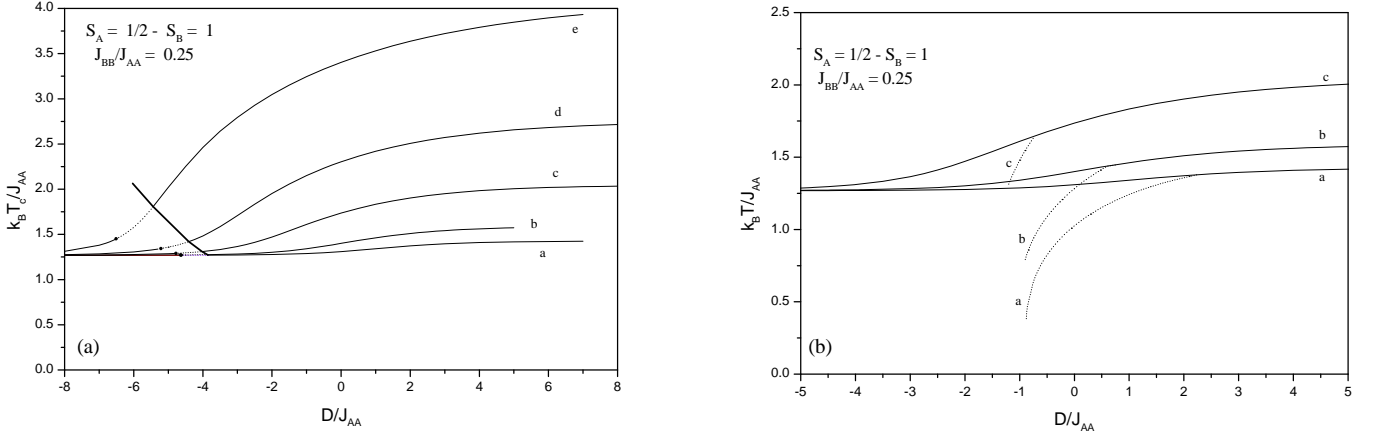 S_A = 1/2 - S_B = 1
J_BB/J_AA = 0.25
e
d
c
b
a
(a)
k_B T_c/J_AA
4.0
3.5
3.0
2.5
2.0
1.5
1.0
0.5
0.0
-8 -6 -4 -2 0 2 4 6 8
D/J_AA
S_A = 1/2 - S_B = 1
J_BB/J_AA = 0.25
c
b
a
c
b
a
(b)
k_B T/J_AA
2.5
2.0
1.5
1.0
0.5
0.0
-5 -4 -3 -2 -1 0 1 2 3 4 5
D/J_AA